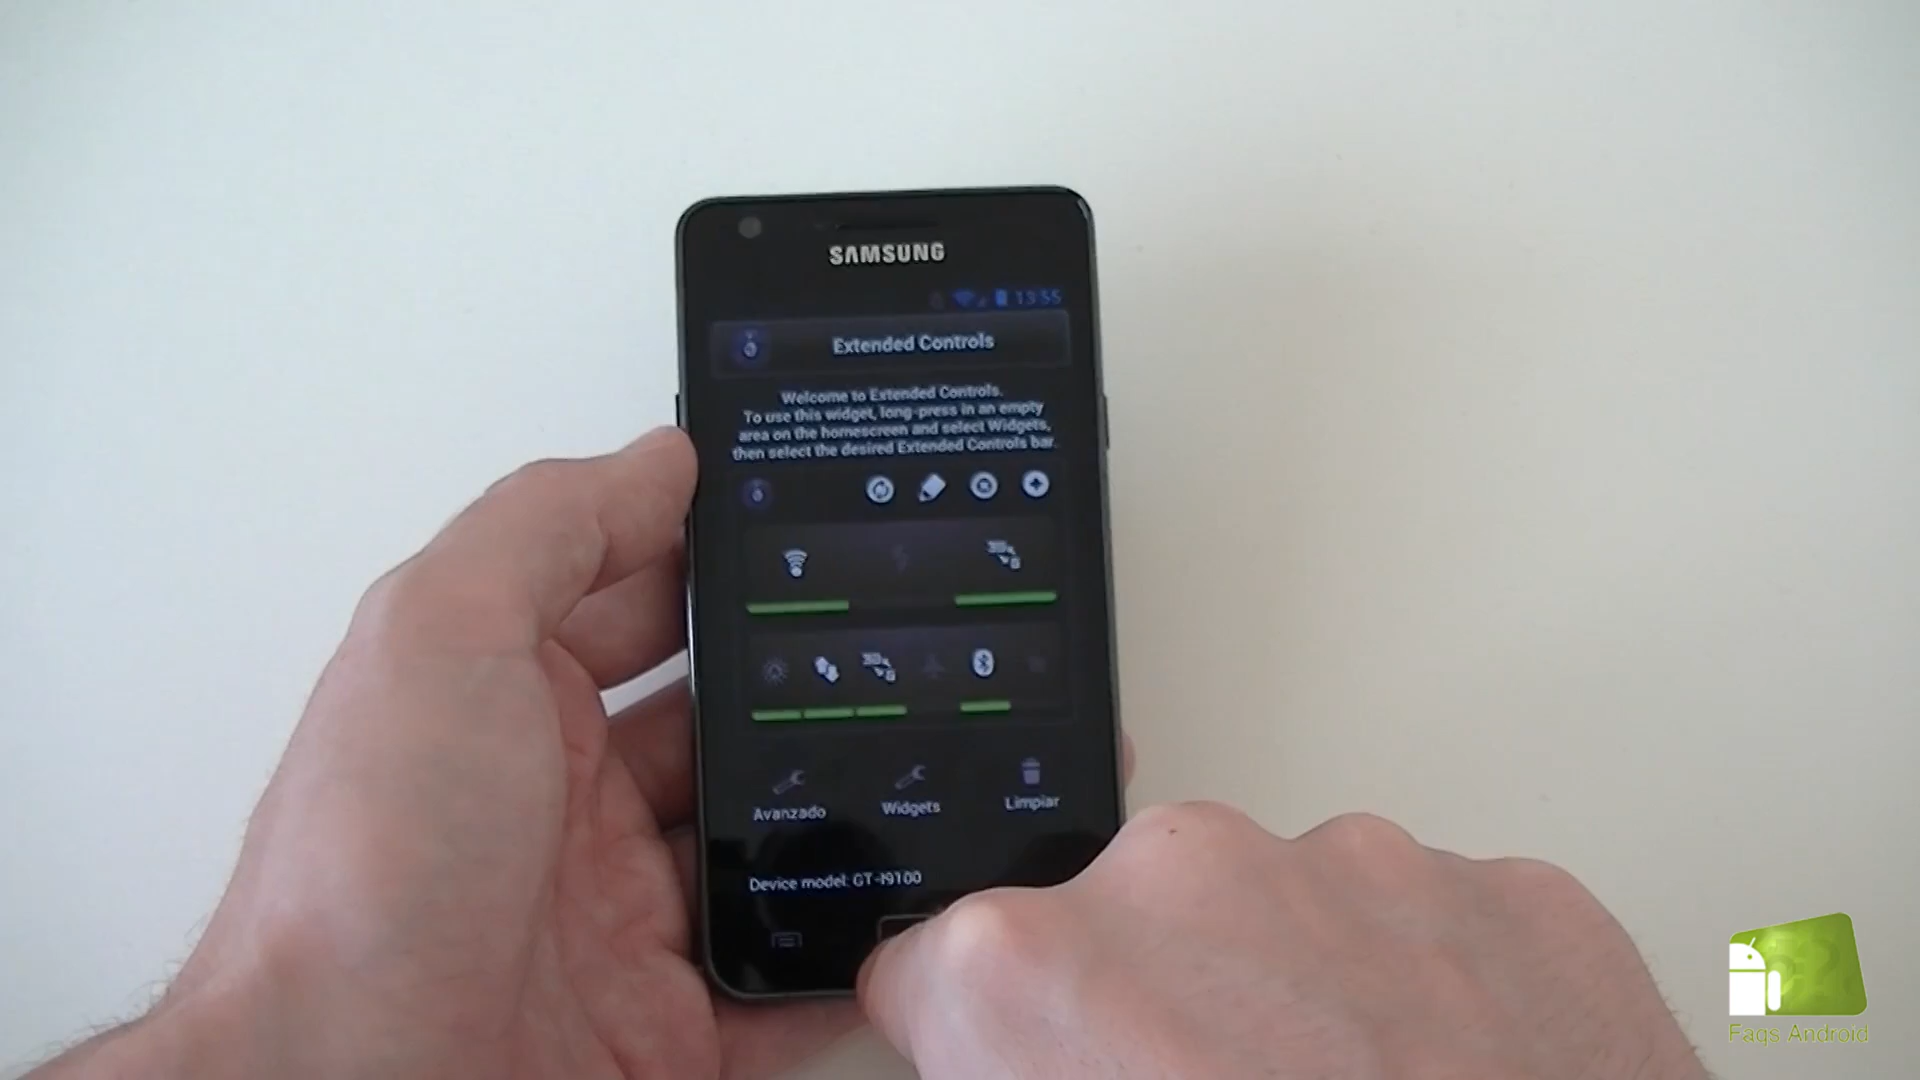 SAMSUNG
13:55
Extended Controls
Welcome to Extended Controls.
To use this widget, long-press in an empty
area on the homescreen and select Widgets,
then select the desired Extended Controls bar.
Avanzado
Widgets
Limpiar
Device model: GT-I9100
Faqs Android